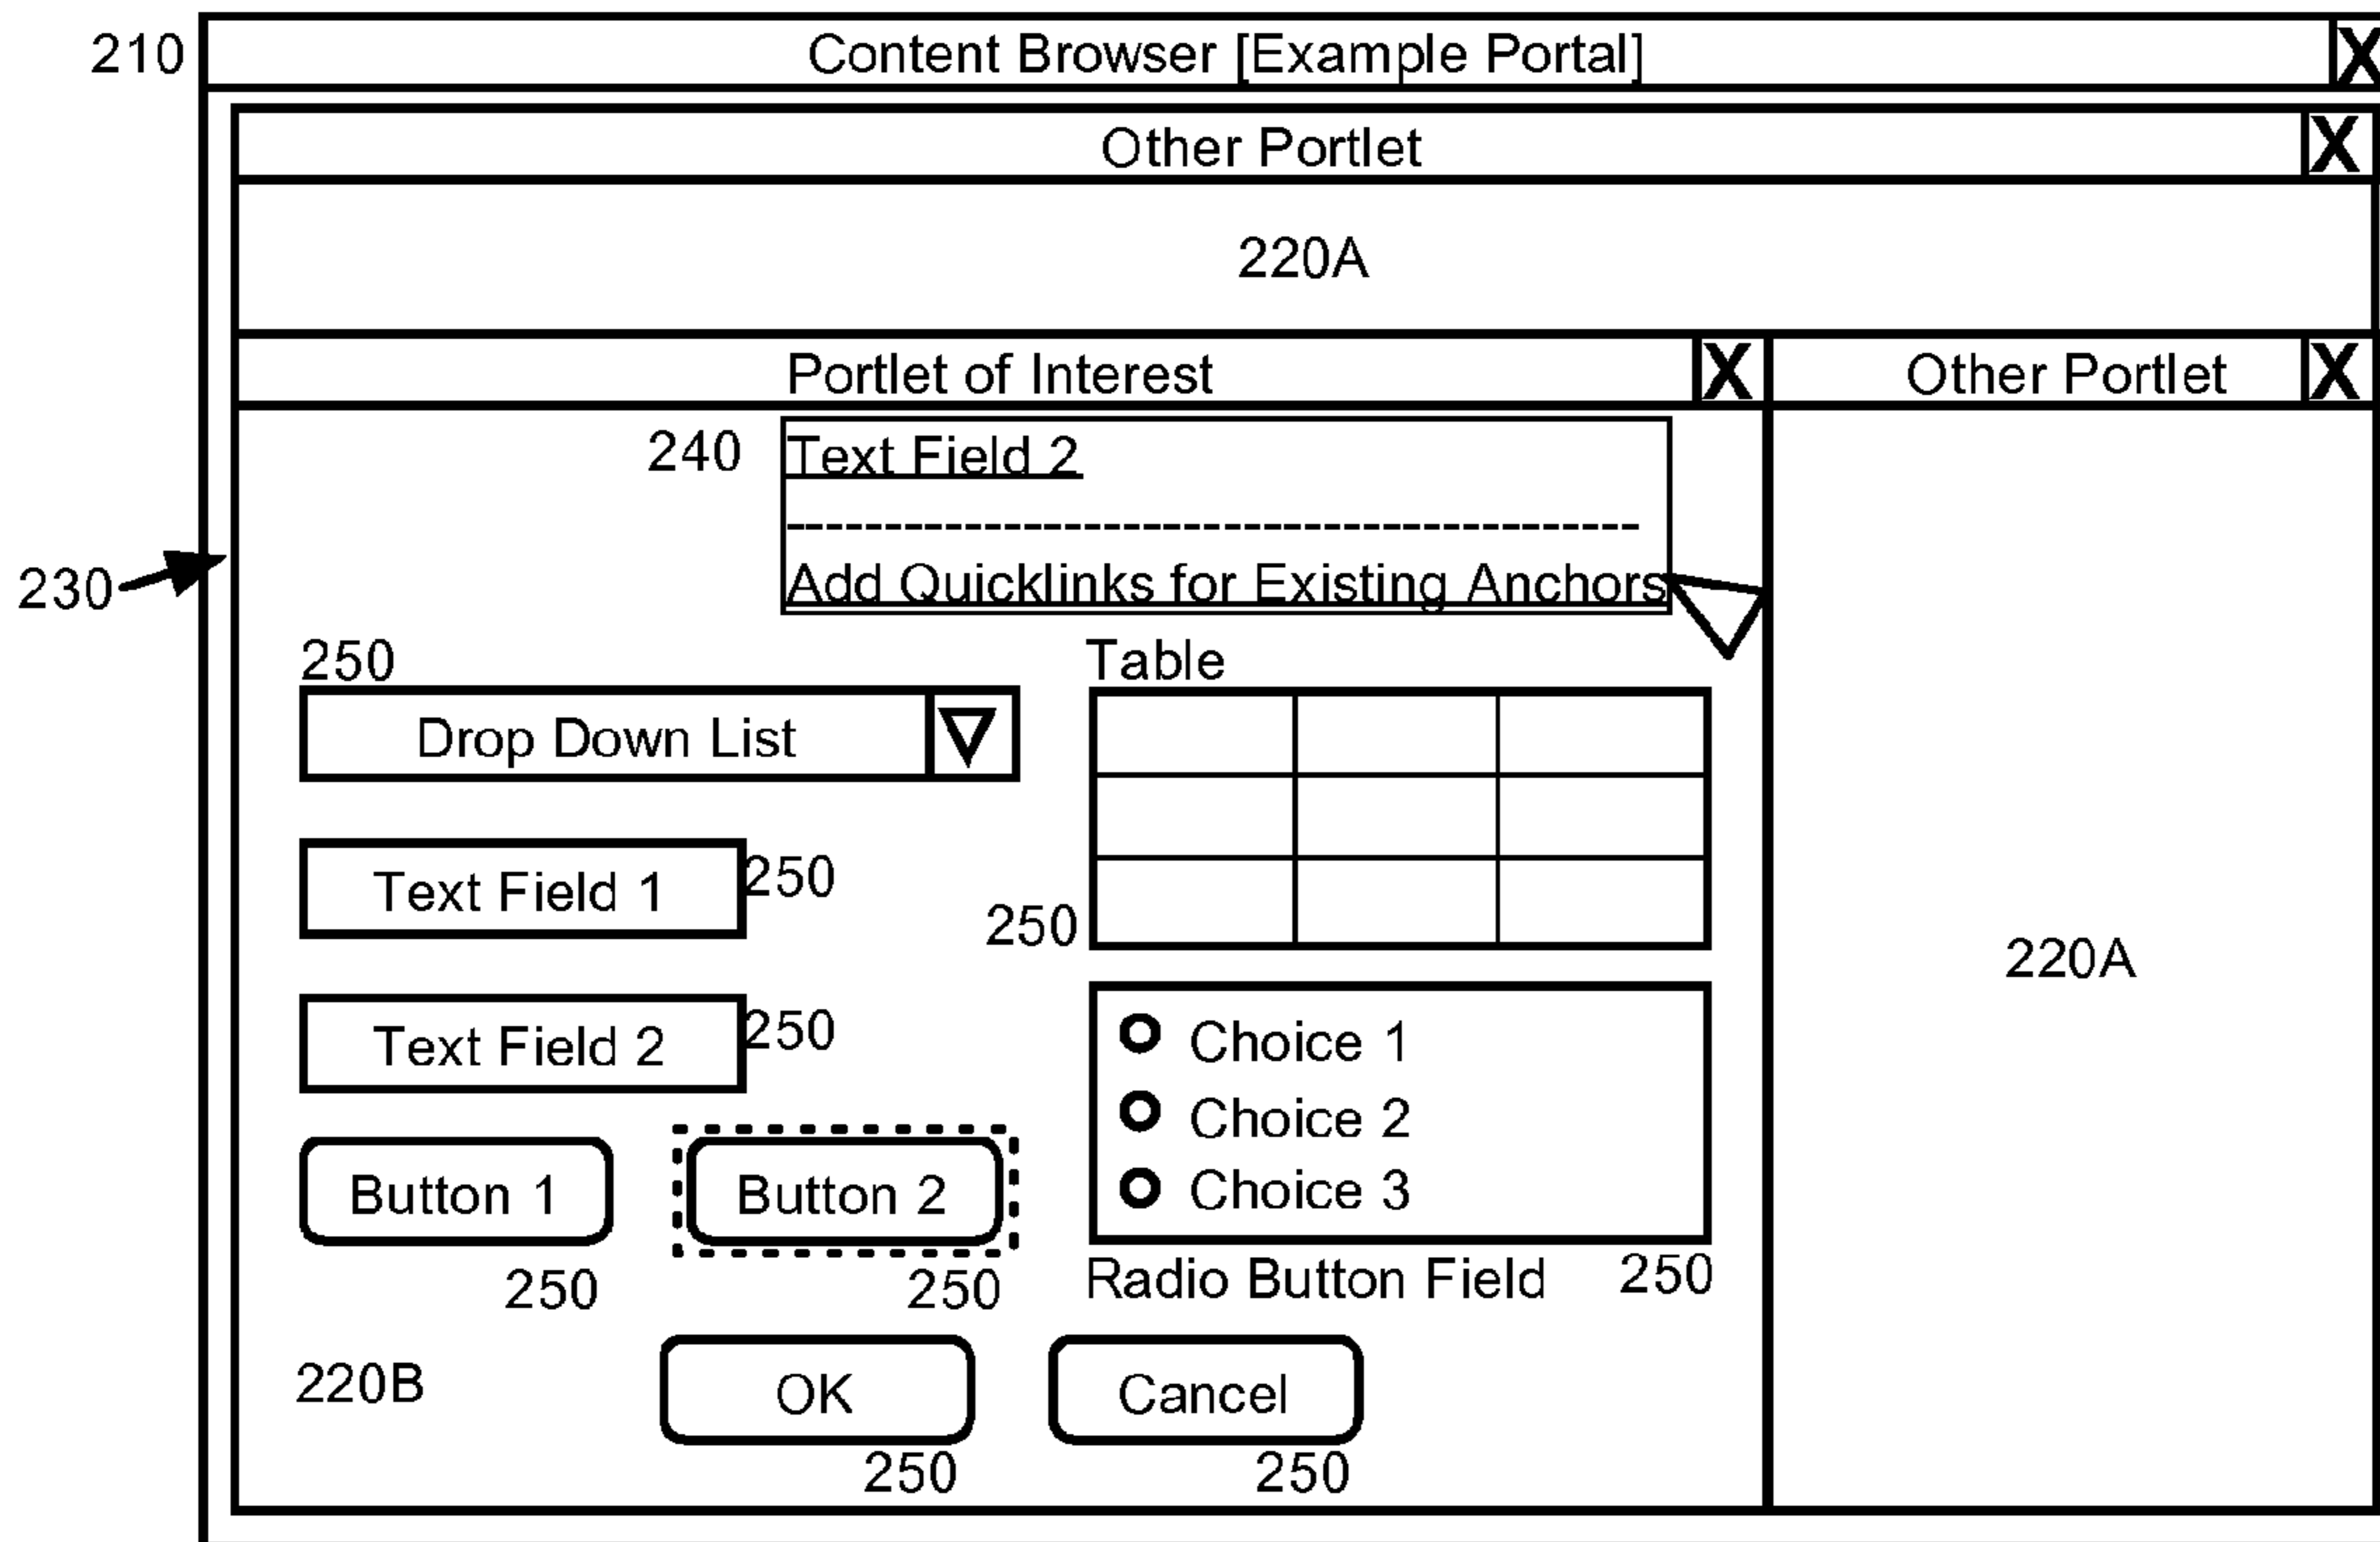 210
Content Browser [Example Portal] X
Other Portlet X
220A
Portlet of Interest X
Other Portlet X
240
Text Field 2
--------------------------------------------------
Add Quicklinks for Existing Anchors
230
250
Drop Down List
Table
Text Field 1
250
250
Text Field 2
250
220A
Choice 1
Choice 2
Choice 3
Button 1
Button 2
250
250
Radio Button Field
250
220B
OK
Cancel
250
250